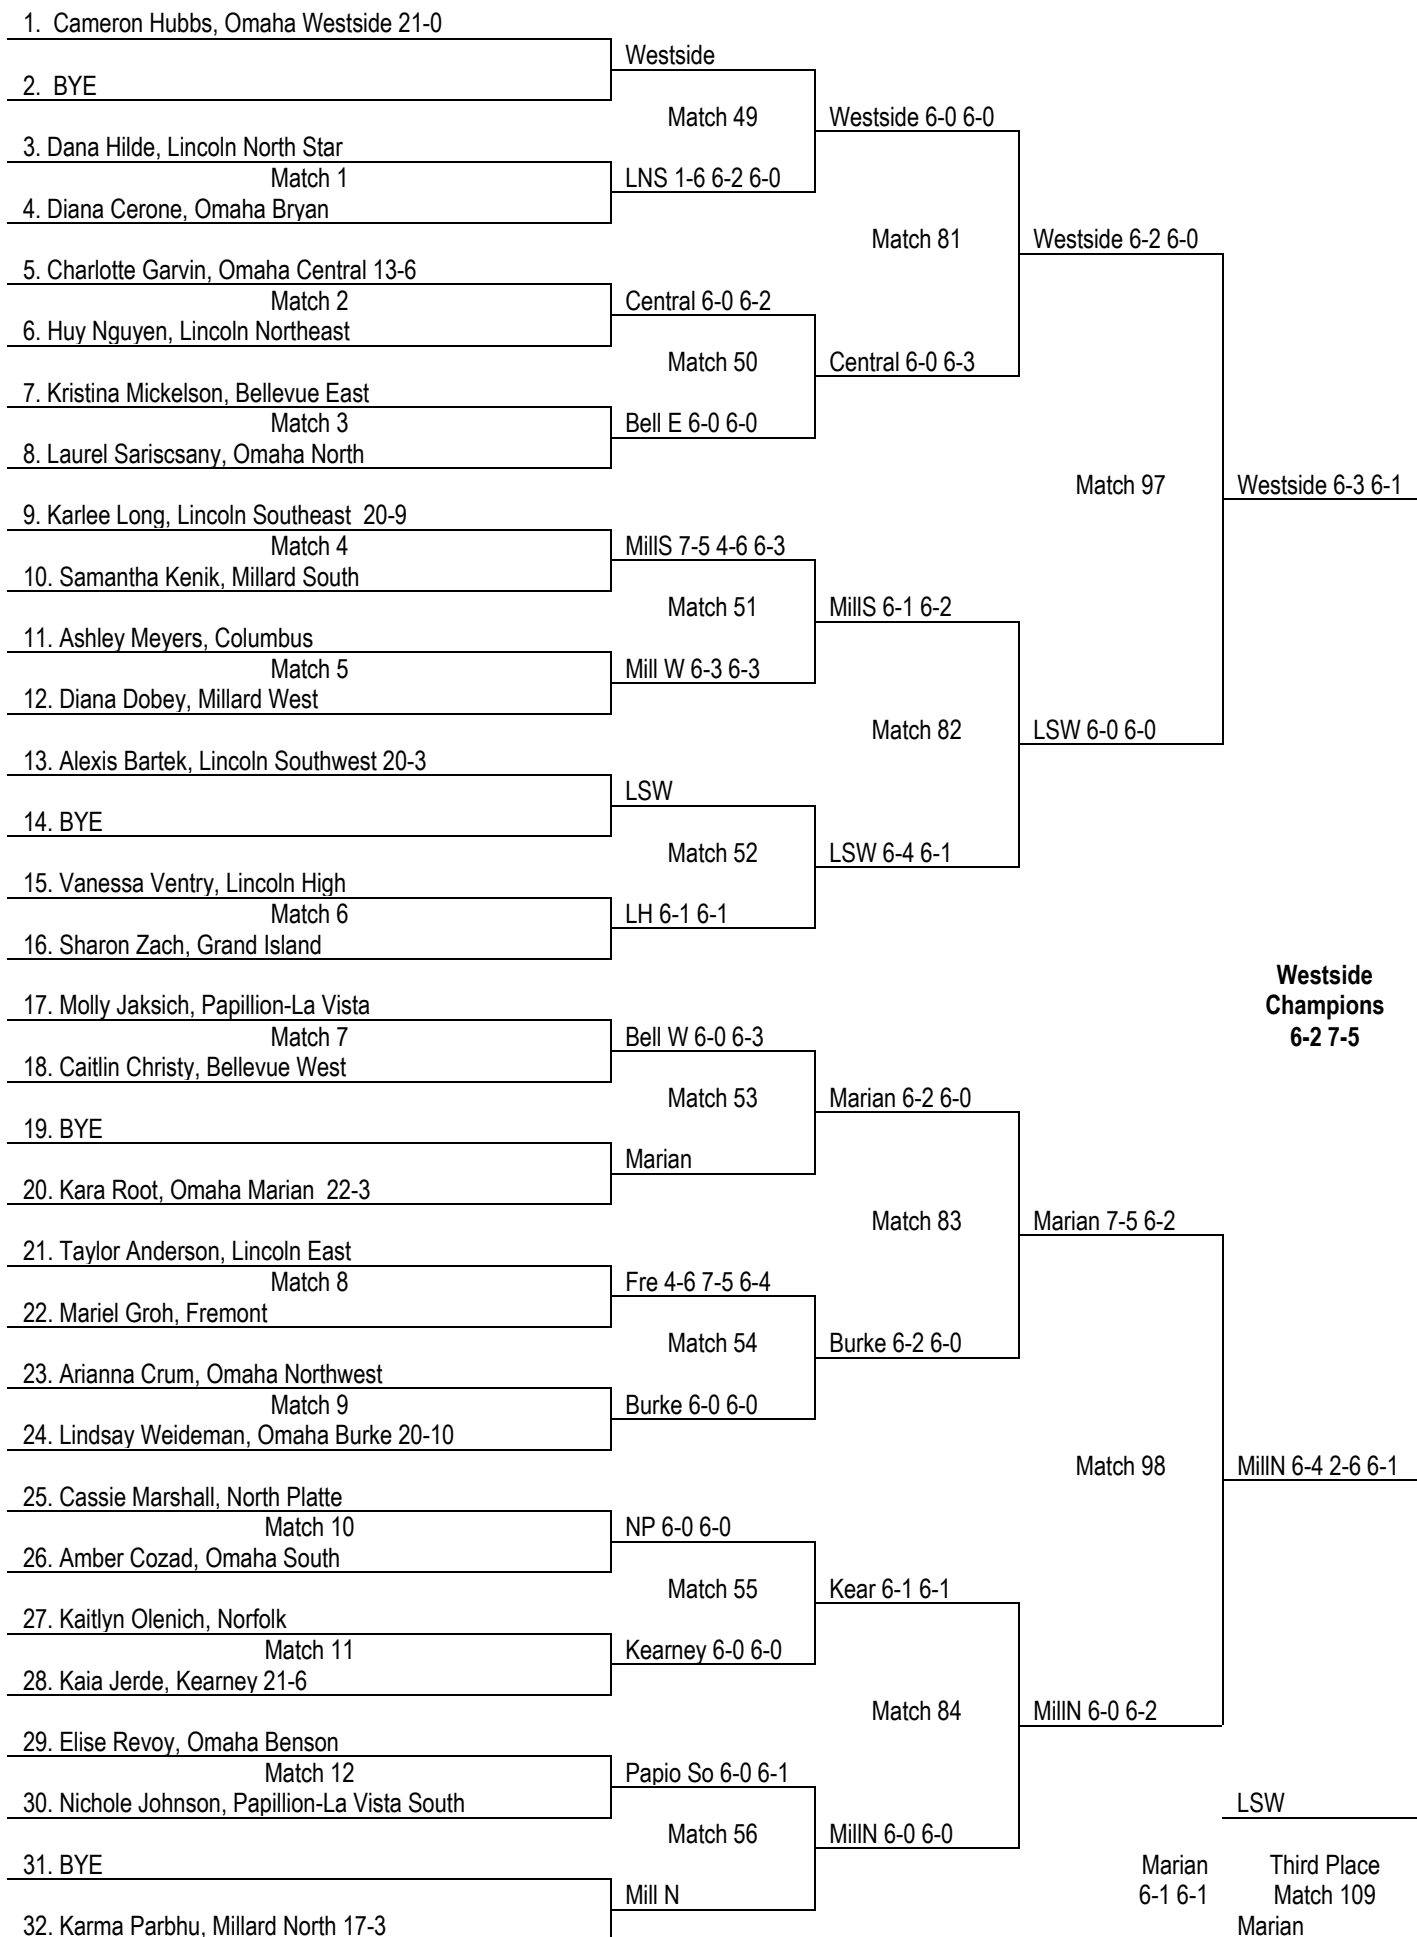 1. Cameron Hubbs, Omaha Westside 21-0
Westside
2. BYE
Match 49
Westside 6-0 6-0
3. Dana Hilde, Lincoln North Star
Match 1
LNS 1-6 6-2 6-0
4. Diana Cerone, Omaha Bryan
Match 81
Westside 6-2 6-0
5. Charlotte Garvin, Omaha Central 13-6
Match 2
Central 6-0 6-2
6. Huy Nguyen, Lincoln Northeast
Match 50
Central 6-0 6-3
7. Kristina Mickelson, Bellevue East
Match 3
Bell E 6-0 6-0
8. Laurel Sariscsany, Omaha North
Match 97
Westside 6-3 6-1
9. Karlee Long, Lincoln Southeast 20-9
Match 4
MillS 7-5 4-6 6-3
10. Samantha Kenik, Millard South
Match 51
MillS 6-1 6-2
11. Ashley Meyers, Columbus
Match 5
Mill W 6-3 6-3
12. Diana Dobey, Millard West
Match 82
LSW 6-0 6-0
13. Alexis Bartek, Lincoln Southwest 20-3
LSW
14. BYE
Match 52
LSW 6-4 6-1
15. Vanessa Ventry, Lincoln High
Match 6
LH 6-1 6-1
16. Sharon Zach, Grand Island
Westside
Champions
6-2 7-5
17. Molly Jaksich, Papillion-La Vista
Match 7
Bell W 6-0 6-3
18. Caitlin Christy, Bellevue West
Match 53
Marian 6-2 6-0
19. BYE
Marian
20. Kara Root, Omaha Marian 22-3
Match 83
Marian 7-5 6-2
21. Taylor Anderson, Lincoln East
Match 8
Fre 4-6 7-5 6-4
22. Mariel Groh, Fremont
Match 54
Burke 6-2 6-0
23. Arianna Crum, Omaha Northwest
Match 9
Burke 6-0 6-0
24. Lindsay Weideman, Omaha Burke 20-10
Match 98
MillN 6-4 2-6 6-1
25. Cassie Marshall, North Platte
Match 10
NP 6-0 6-0
26. Amber Cozad, Omaha South
Match 55
Kear 6-1 6-1
27. Kaitlyn Olenich, Norfolk
Match 11
Kearney 6-0 6-0
28. Kaia Jerde, Kearney 21-6
Match 84
MillN 6-0 6-2
29. Elise Revoy, Omaha Benson
Match 12
Papio So 6-0 6-1
30. Nichole Johnson, Papillion-La Vista South
LSW
Match 56
MillN 6-0 6-0
31. BYE
Marian
Third Place
Mill N
6-1 6-1
Match 109
32. Karma Parbhu, Millard North 17-3
Marian